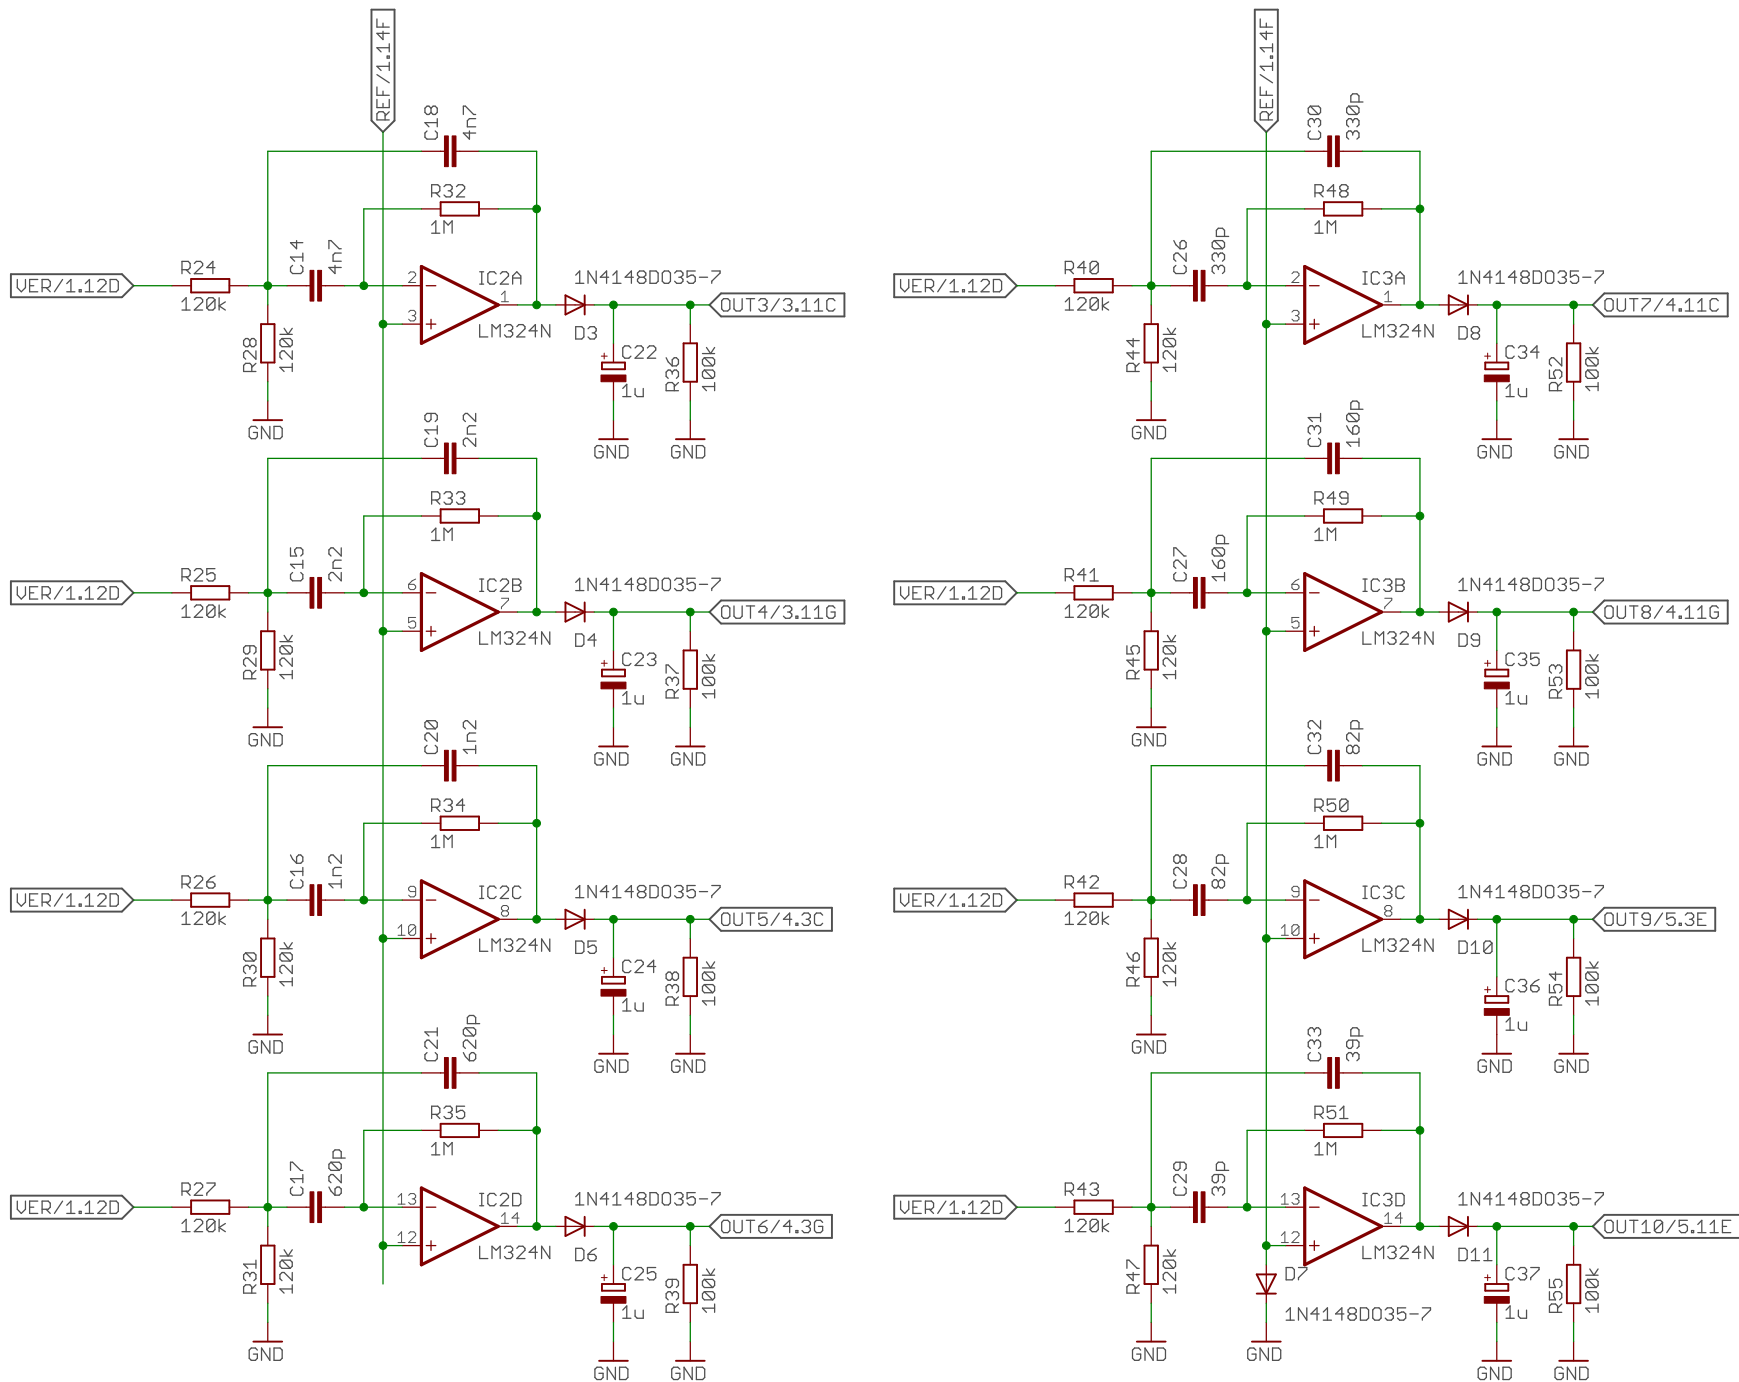 REF/1.14F
C18
4n7
R32
1M
VER/1.12D
R24
120k
C14
4n7
2
3
1
IC2A
LM324N
1N4148DO35-7
D3
OUT3/3.11C
R28
120k
GND
C22
1u
GND
R36
100k
GND
C19
2n2
R33
1M
VER/1.12D
R25
120k
C15
2n2
6
5
7
IC2B
LM324N
1N4148DO35-7
D4
OUT4/3.11G
R29
120k
GND
C23
1u
GND
R37
100k
GND
C20
1n2
R34
1M
VER/1.12D
R26
120k
C16
1n2
9
10
8
IC2C
LM324N
1N4148DO35-7
D5
OUT5/4.3C
R30
120k
GND
C24
1u
GND
R38
100k
GND
C21
620p
R35
1M
VER/1.12D
R27
120k
C17
620p
13
12
14
IC2D
LM324N
1N4148DO35-7
D6
OUT6/4.3G
R31
120k
GND
C25
1u
GND
R39
100k
GND
REF/1.14F
C30
330p
R48
1M
VER/1.12D
R40
120k
C26
330p
2
3
1
IC3A
LM324N
1N4148DO35-7
D8
OUT7/4.11C
R44
120k
GND
C34
1u
GND
R52
100k
GND
C31
160p
R49
1M
VER/1.12D
R41
120k
C27
160p
6
5
7
IC3B
LM324N
1N4148DO35-7
D9
OUT8/4.11G
R45
120k
GND
C35
1u
GND
R53
100k
GND
C32
82p
R50
1M
VER/1.12D
R42
120k
C28
82p
9
10
8
IC3C
LM324N
1N4148DO35-7
D10
OUT9/5.3E
R46
120k
GND
C36
1u
GND
R54
100k
GND
C33
39p
R51
1M
VER/1.12D
R43
120k
C29
39p
13
12
14
IC3D
LM324N
1N4148DO35-7
D11
OUT10/5.11E
R47
120k
GND
D7
1N4148DO35-7
GND
C37
1u
GND
R55
100k
GND